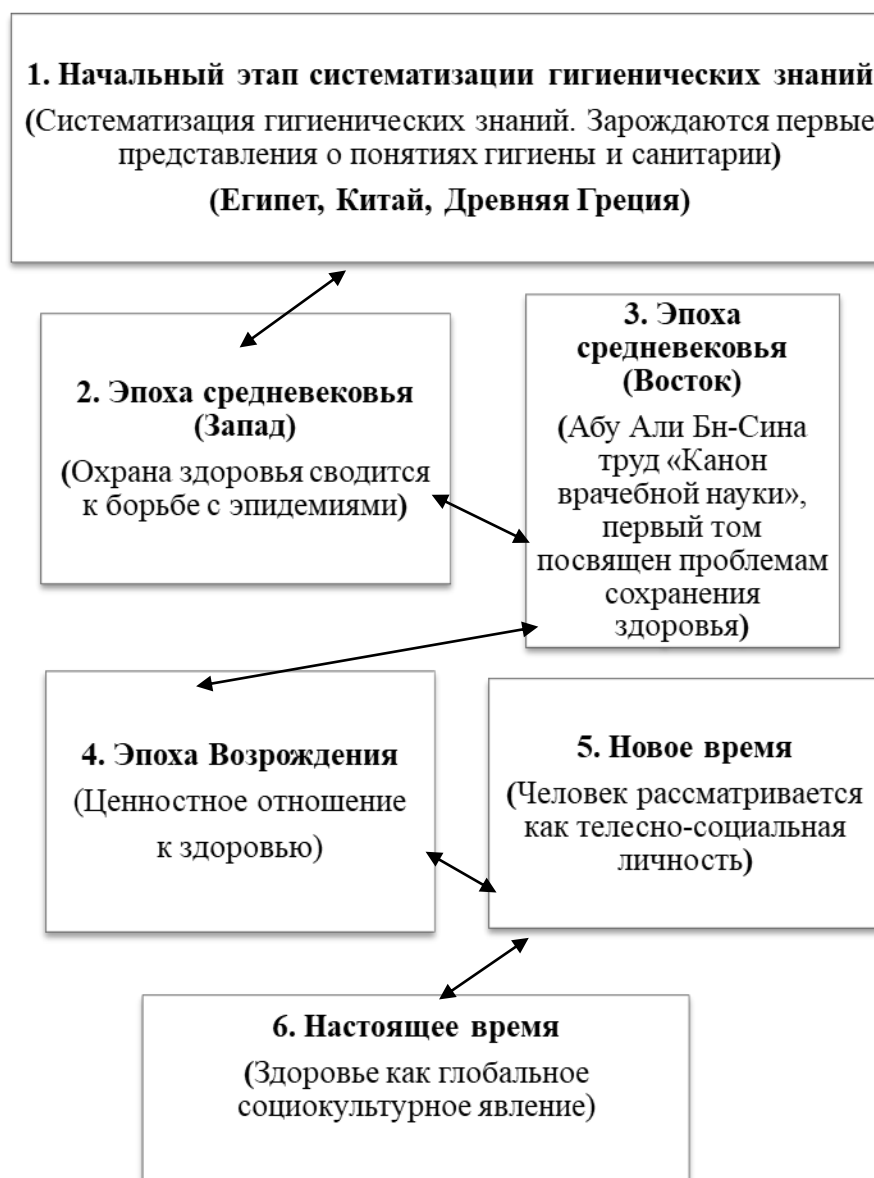 1. Начальный этап систематизации гигиенических знаний
(Систематизация гигиенических знаний. Зарождаются первые
представления о понятиях гигиены и санитарии)
(Египет, Китай, Древняя Греция)
2. Эпоха средневековья
(Запад)
(Охрана здоровья сводится
к борьбе с эпидемиями)
3. Эпоха
средневековья
(Восток)
(Абу Али Бн-Сина
труд «Канон
врачебной науки»,
первый том
посвящен проблемам
сохранения
здоровья)
4. Эпоха Возрождения
(Ценностное отношение
к здоровью)
5. Новое время
(Человек рассматривается
как телесно-социальная
личность)
6. Настоящее время
(Здоровье как глобальное
социокультурное явление)